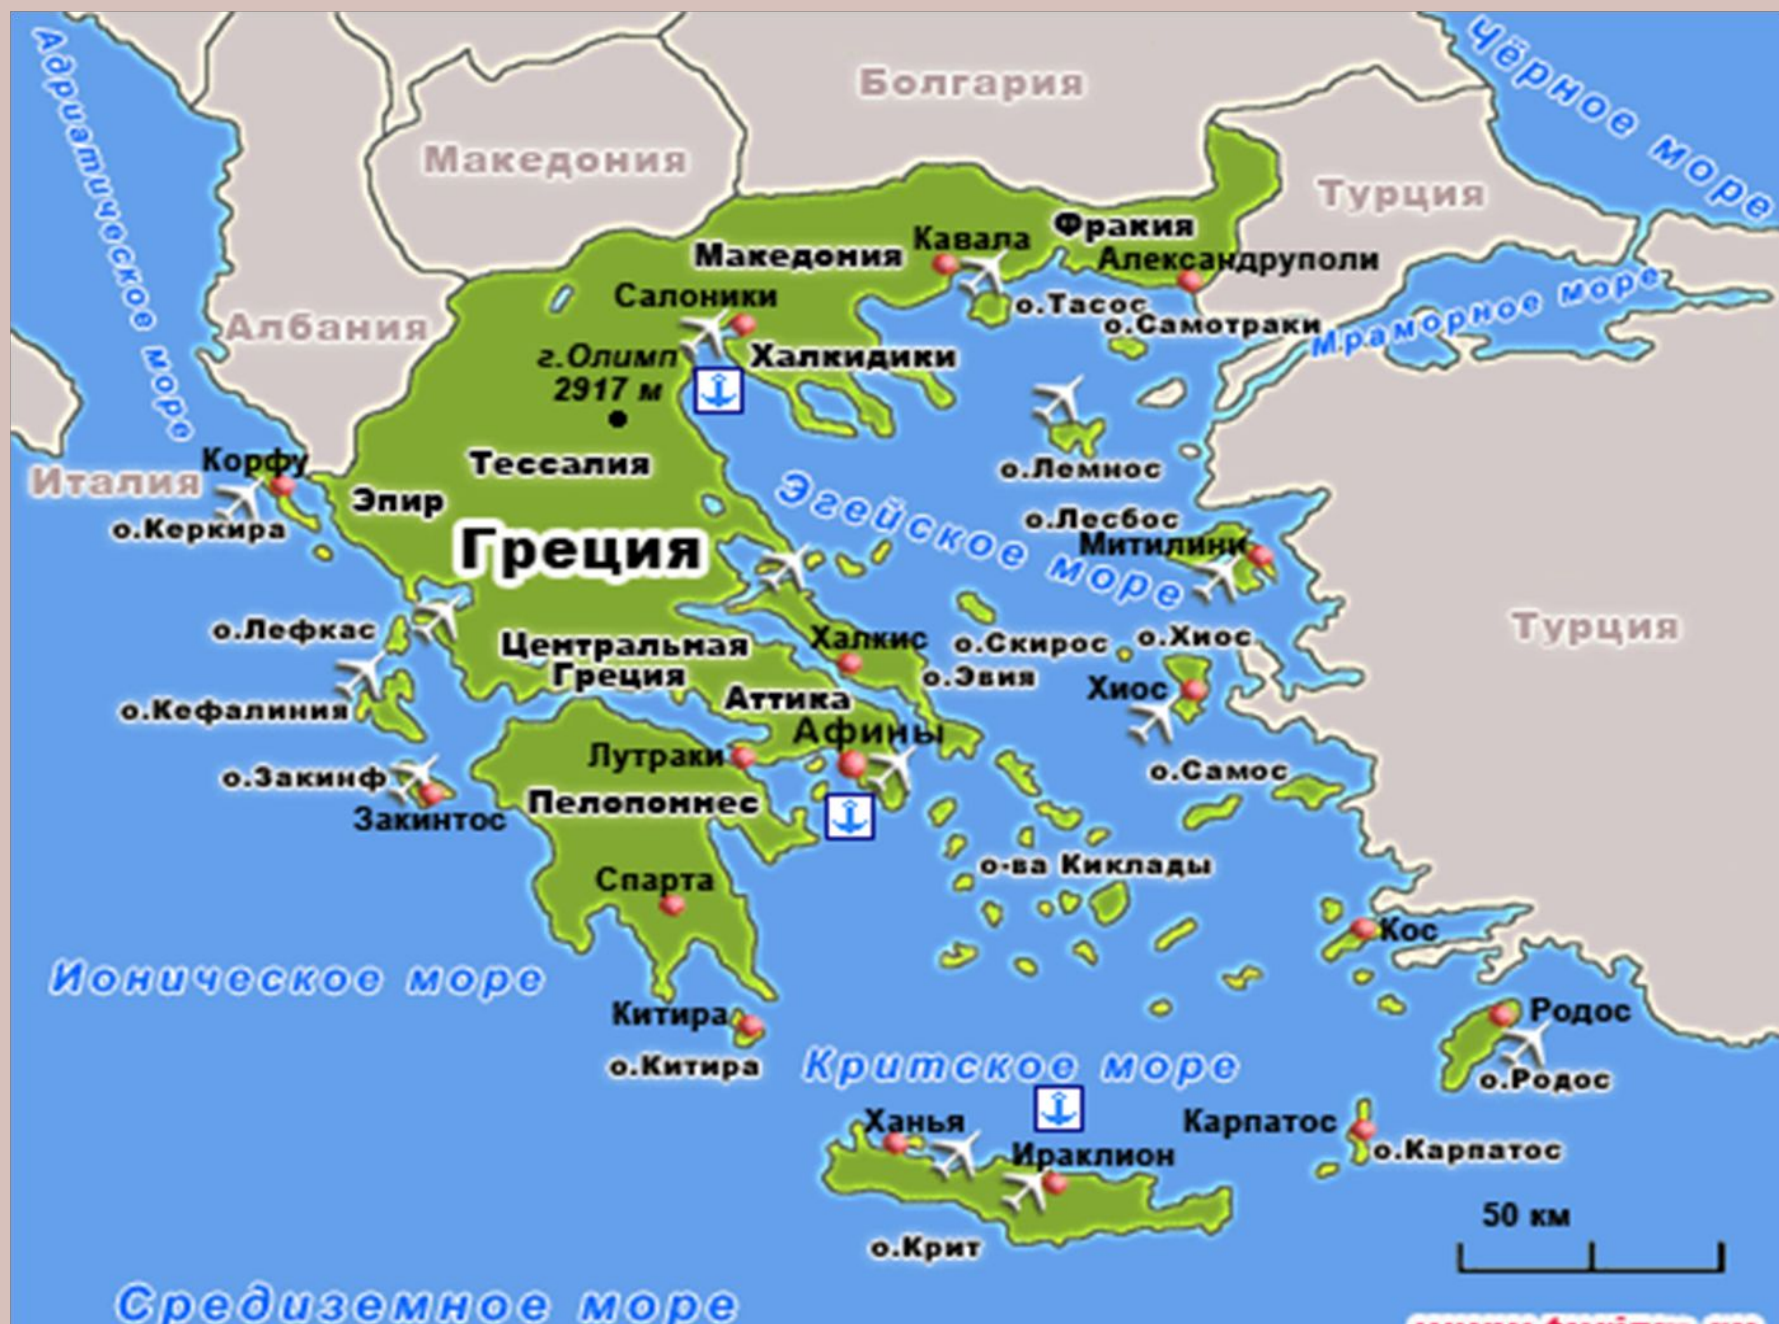 Адриатическое море
Чёрное море
Болгария
Македония
Турция
Фракия
Кавала
Македония
Александруполи
Салоники
о.Тасос
о.Самотраки
Мраморное море
Албания
г.Олимп
2917 м
Халкидики
Корфу
Италия
Тессалия
о.Лемнос
Эпир
Эгейское море
о.Керкира
Греция
о.Лесбос
Митилини
о.Лефкас
Центральная
Греция
Халкис
о.Скирос
о.Хиос
Турция
о.Эвия
Хиос
Аттика
о.Кефалиния
Афины
Лутраки
о.Закинф
о.Самос
Закинтос
Пелопоннес
о-ва Киклады
Спарта
Кос
Ионическое море
Китира
Родос
о.Китира
Критское море
о.Родос
Ханья
Карпатос
Ираклион
о.Карпатос
50 км
о.Крит
Средиземное море